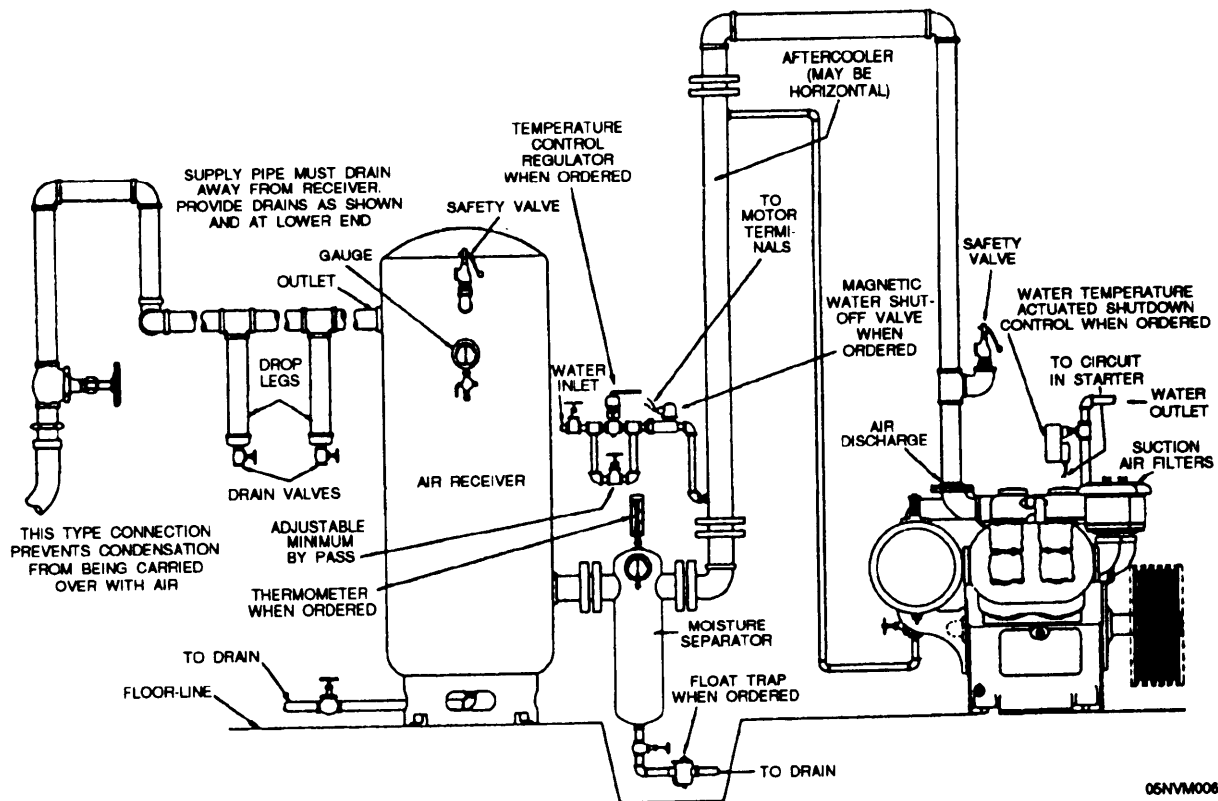 AFTERCOOLER
(MAY BE
HORIZONTAL)
TEMPERATURE
CONTROL
REGULATOR
WHEN ORDERED
SUPPLY PIPE MUST DRAIN
AWAY FROM RECEIVER.
PROVIDE DRAINS AS SHOWN
AND AT LOWER END
SAFETY VALVE
GAUGE
OUTLET
TO
MOTOR
TERMI-
NALS
MAGNETIC
WATER SHUT-
OFF VALVE
WHEN
ORDERED
SAFETY
VALVE
WATER TEMPERATURE
ACTUATED SHUTDOWN
CONTROL WHEN ORDERED
TO CIRCUIT
IN STARTER
WATER
OUTLET
SUCTION
AIR FILTERS
AIR
DISCHARGE
WATER
INLET
DROP
LEGS
DRAIN VALVES
AIR RECEIVER
THIS TYPE CONNECTION
PREVENTS CONDENSATION
FROM BEING CARRIED
OVER WITH AIR
ADJUSTABLE
MINIMUM
BY PASS
THERMOMETER
WHEN ORDERED
MOISTURE
SEPARATOR
TO DRAIN
FLOOR-LINE
FLOAT TRAP
WHEN ORDERED
TO DRAIN
05NVM006